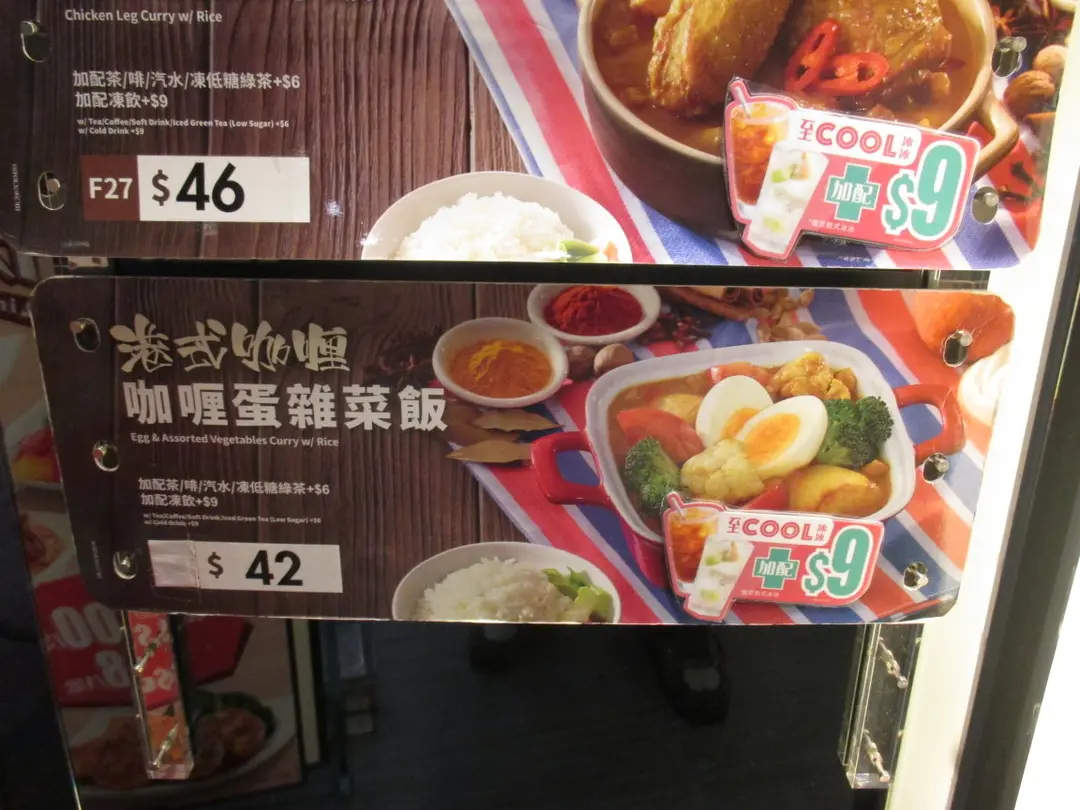 Chicken Leg Curry w/ Rice
加配茶/啡/汽水/凍低糖綠茶+$6
加配凍飲+$9
w/ Tea/Coffee/Soft Drink/Iced Green Tea (Low Sugar) +$6
w/ Cold Drink +$9
F27 $46
至COOL冰冰
加配 $9
港式咖喱
咖喱蛋雜菜飯
Egg & Assorted Vegetables Curry w/ Rice
加配茶/啡/汽水/凍低糖綠茶+$6
加配凍飲+$9
w/ Tea/Coffee/Soft Drink/Iced Green Tea (Low Sugar) +$6
w/ Cold Drink +$9
$ 42
至COOL冰冰
加配 $9